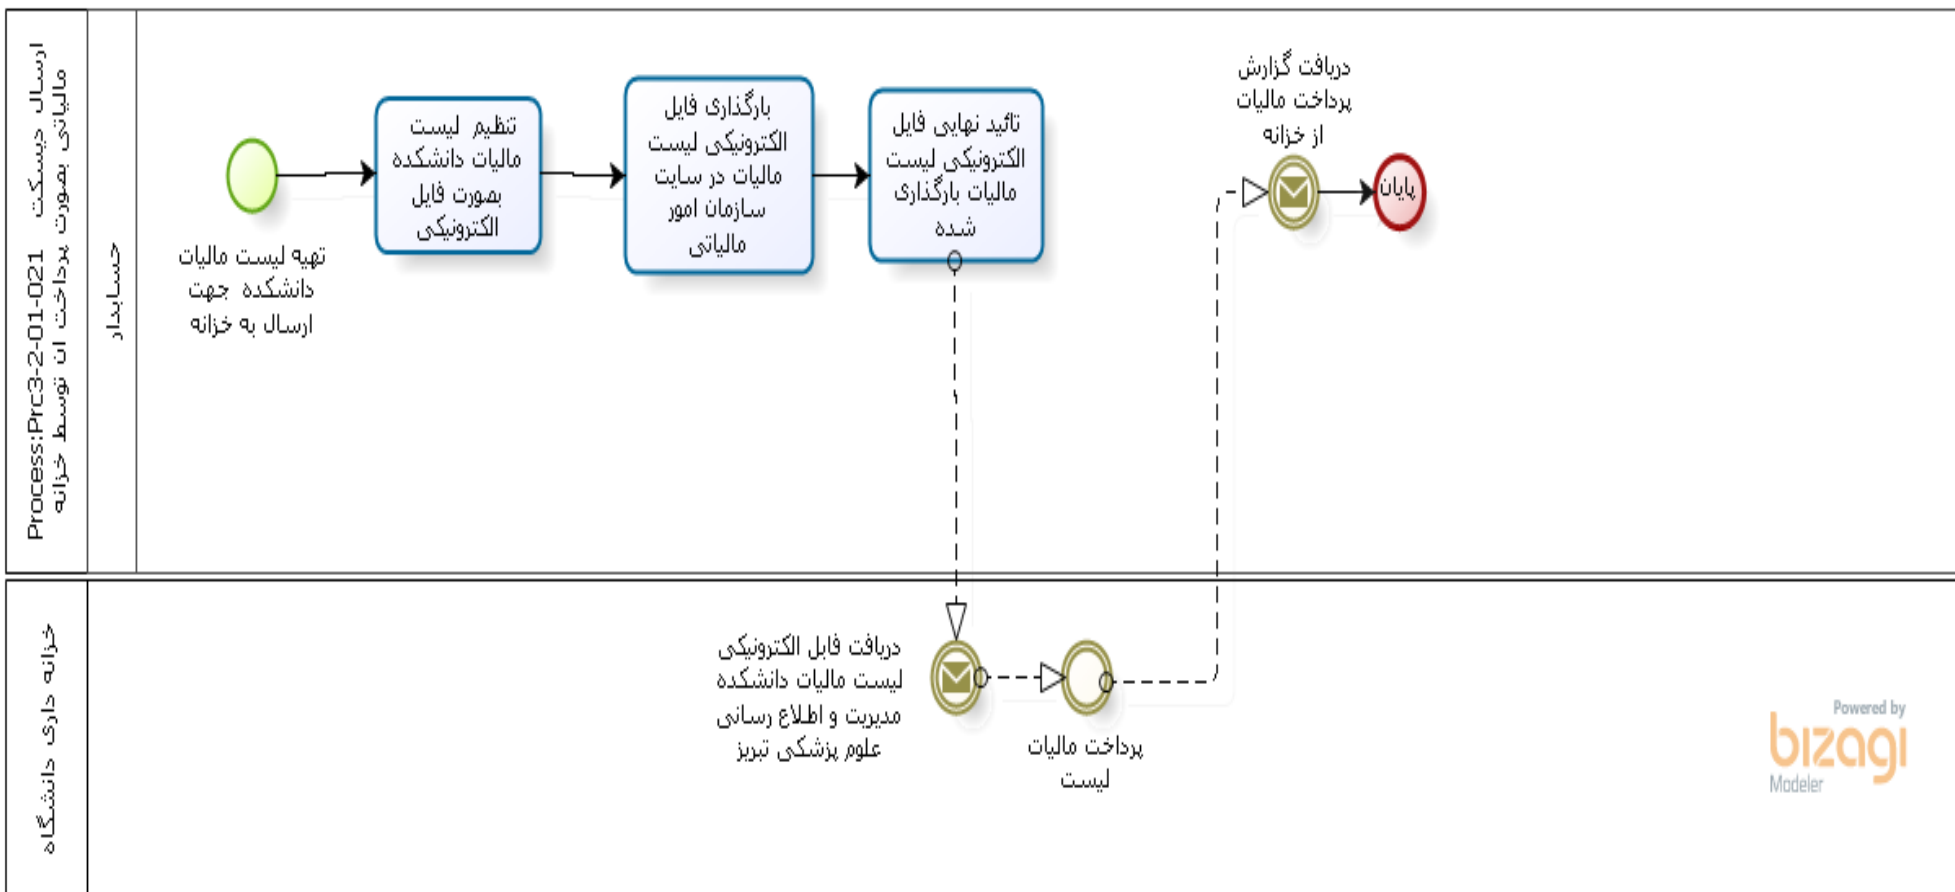 Process:Prc3-2-01-021 ارسال دیسکت
مالیاتی بصورت پرداخت ان توسط خزانه
حسابدار
تهیه لیست مالیات
دانشکده جهت
ارسال به خزانه
تنظیم لیست
مالیات دانشکده
بصورت فایل
الکترونیکی
بارگذاری فایل
الکترونیکی لیست
مالیات در سایت
سازمان امور
مالیاتی
تائید نهایی فایل
الکترونیکی لیست
مالیات بارگذاری
شده
دریافت گزارش
پرداخت مالیات
از خزانه
پایان
خزانه داری دانشگاه
دریافت فایل الکترونیکی
لیست مالیات دانشکده
مدیریت و اطلاع رسانی
علوم پزشکی تبریز
پرداخت مالیات
لیست
Powered by
bizagi
Modeler